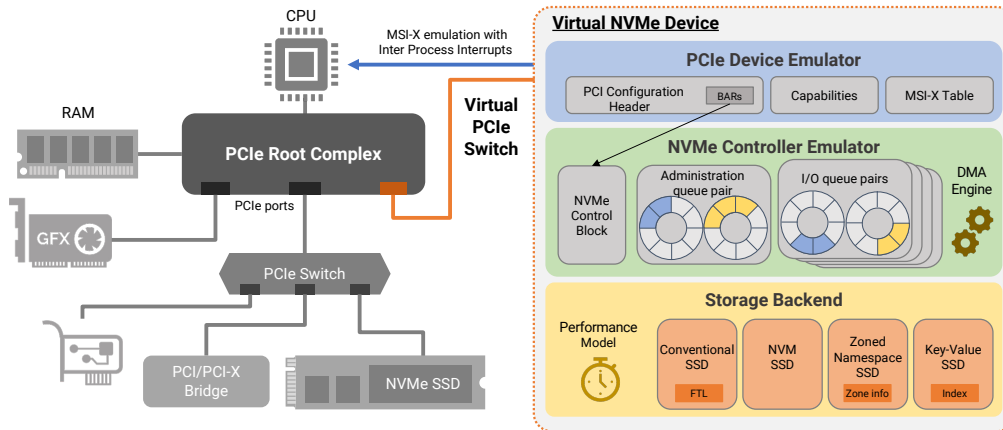 CPU
MSI-X emulation with
Inter Process Interrupts
RAM
PCIe Root Complex
Virtual
PCIe
Switch
PCIe ports
GFX
PCIe Switch
PCI/PCI-X
Bridge
NVMe SSD
Virtual NVMe Device
PCIe Device Emulator
PCI Configuration
Header
BARs
Capabilities
MSI-X Table
NVMe Controller Emulator
NVMe
Control
Block
Administration
queue pair
I/O queue pairs
DMA
Engine
Storage Backend
Performance
Model
Conventional
SSD
FTL
NVM
SSD
Zoned
Namespace
SSD
Zone info
Key-Value
SSD
Index